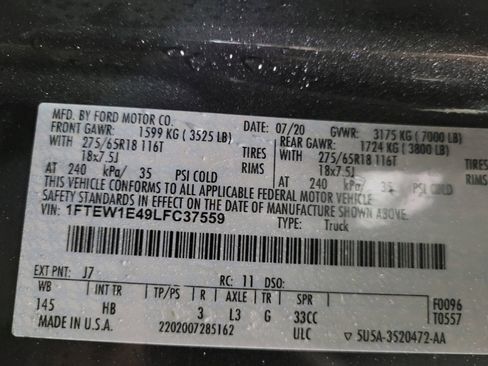 MFD. BY FORD MOTOR CO.
DATE: 07/20 GVWR: 3175 KG ( 7000 LB)
FRONT GAWR: 1599 KG ( 3525 LB) REAR GAWR: 1724 KG ( 3800 LB)
WITH 275/65R18 116T TIRES WITH 275/65R18 116T TIRES
18x7.5J RIMS 18x7.5J RIMS
AT 240 kPa/ 35 PSI COLD AT 240 kPa/ 35 PSI COLD
THIS VEHICLE CONFORMS TO ALL APPLICABLE FEDERAL MOTOR VEHICLE
SAFETY STANDARDS IN EFFECT ON THE DATE OF MANUFACTURE SHOWN ABOVE.
VIN: 1FTEW1E49LFC37559
TYPE: Truck
EXT PNT: J7 RC: 11 DSO:
WB INT TR TP/PS R AXLE TR SPR F0096
145 HB 3 L3 G 33CC T0557
MADE IN U.S.A. 2202007285162 ULC 5U5A-3520472-AA